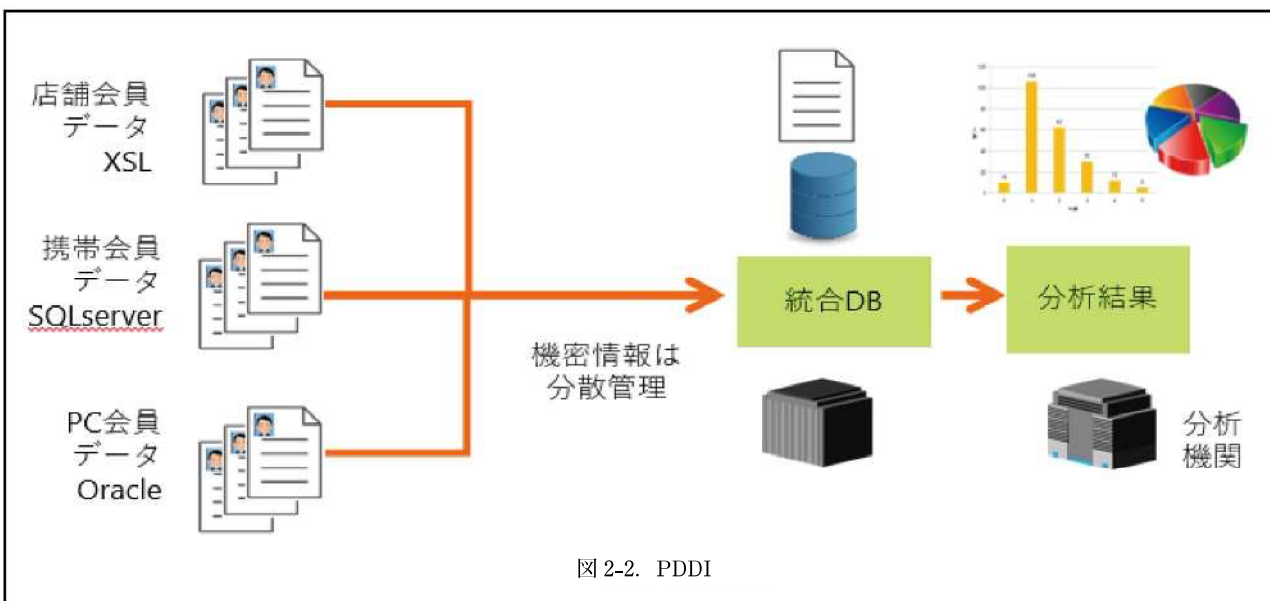 店舗会員
データ
XSL
携帯会員
データ
SQLserver
PC会員
データ
Oracle
機密情報は
分散管理
統合DB
分析結果
分析
機関
図 2-2. PDDI